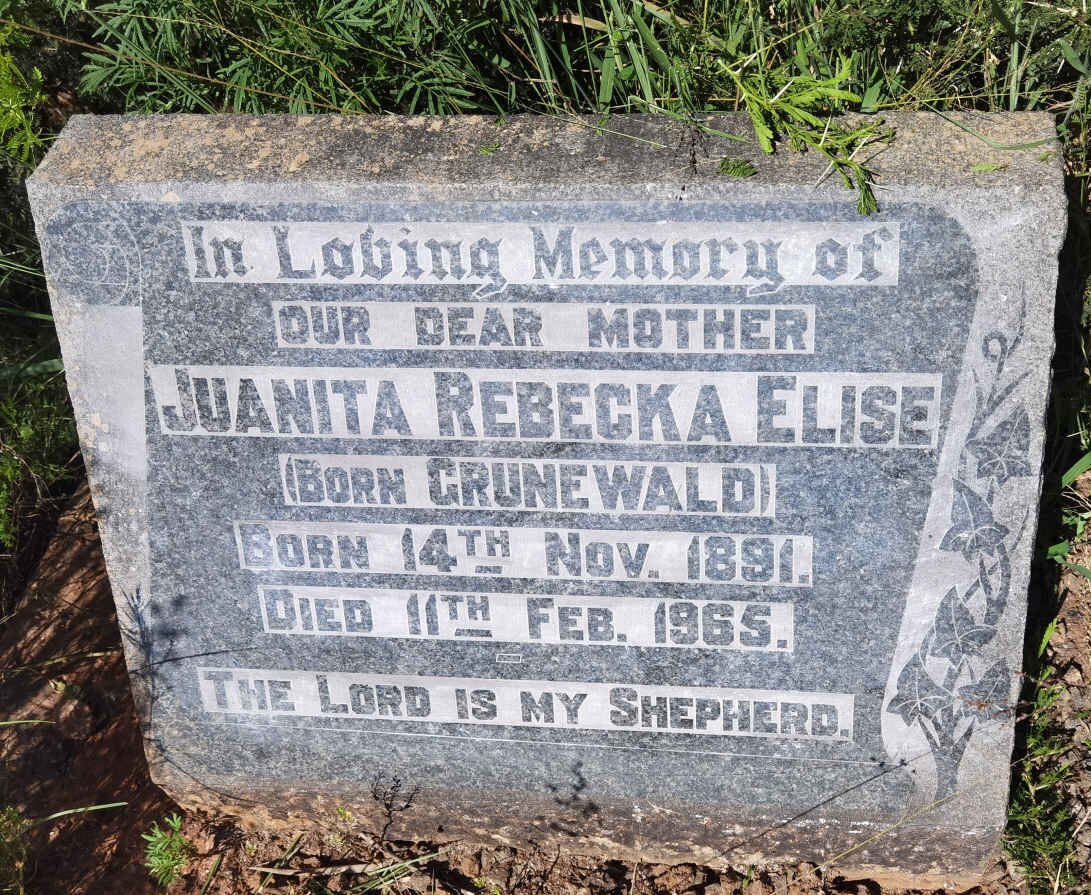 In Loving Memory of
OUR DEAR MOTHER
JUANITA REBECKA ELISE
(BORN GRUNEWALD)
BORN 14TH NOV. 1891.
DIED 11TH FEB. 1965.
THE LORD IS MY SHEPHERD.